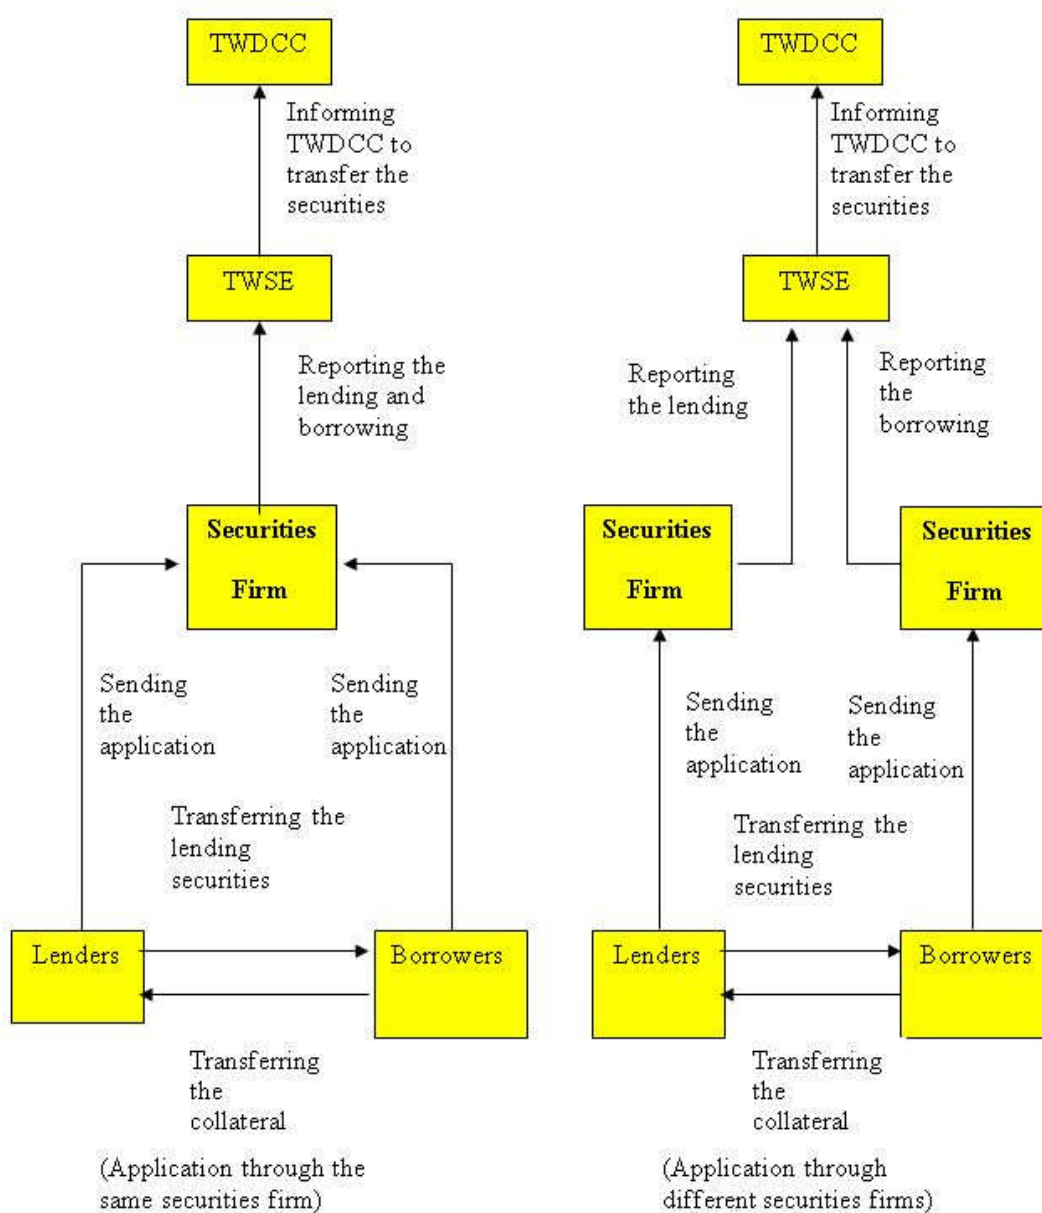 TWDCC
Informing
TWDCC to
transfer the
securities
TWSE
Reporting the
lending and
borrowing
Securities
Firm
Sending
the
application
Sending
the
application
Transferring the
lending
securities
Lenders
Borrowers
Transferring
the
collateral
(Application through the
same securities firm)
TWDCC
Informing
TWDCC to
transfer the
securities
TWSE
Reporting
the lending
Reporting
the
borrowing
Securities
Firm
Securities
Firm
Sending
the
application
Sending
the
application
Transferring the
lending
securities
Lenders
Borrowers
Transferring
the
collateral
(Application through
different securities firms)